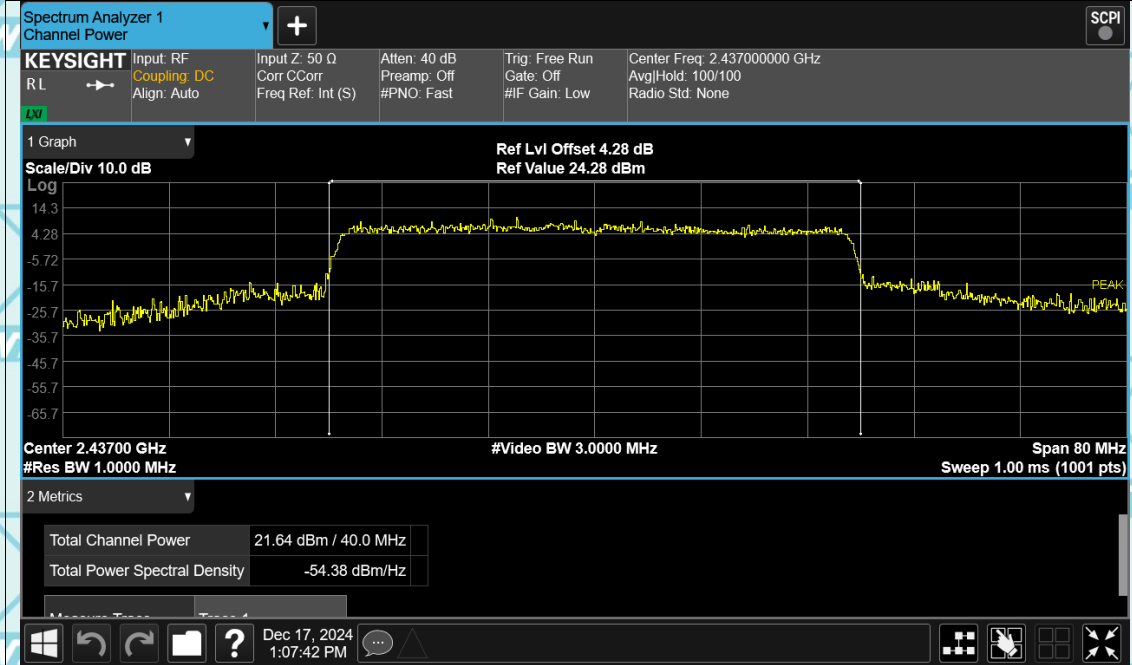 Spectrum Analyzer 1
Channel Power
+
SCPI
KEYSIGHT
R L
LXI
Input: RF
Coupling: DC
Align: Auto
Input Z: 50 Ω
Corr CCorr
Freq Ref: Int (S)
Atten: 40 dB
Preamp: Off
#PNO: Fast
Trig: Free Run
Gate: Off
#IF Gain: Low
Center Freq: 2.437000000 GHz
Avg|Hold: 100/100
Radio Std: None
1 Graph
Scale/Div 10.0 dB
Ref Lvl Offset 4.28 dB
Ref Value 24.28 dBm
Log
14.3
4.28
-5.72
-15.7
-25.7
-35.7
-45.7
-55.7
-65.7
PEAK
Center 2.43700 GHz
#Video BW 3.0000 MHz
Span 80 MHz
#Res BW 1.0000 MHz
Sweep 1.00 ms (1001 pts)
2 Metrics
Total Channel Power 21.64 dBm / 40.0 MHz
Total Power Spectral Density -54.38 dBm/Hz
Measure Trace Trace 1
?
Dec 17, 2024
1:07:42 PM